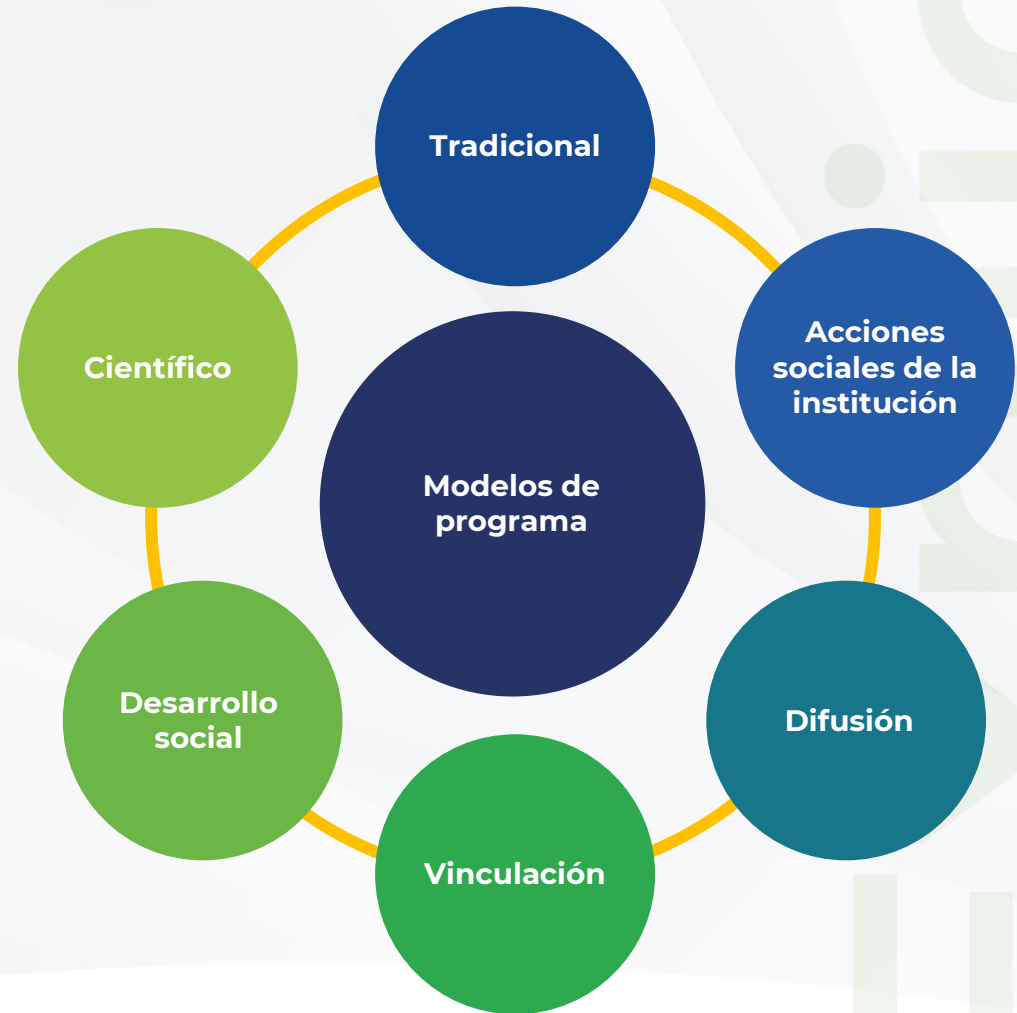 Tradicional
Acciones
sociales de la
institución
Difusión
Vinculación
Desarrollo
social
Científico
Modelos de
programa